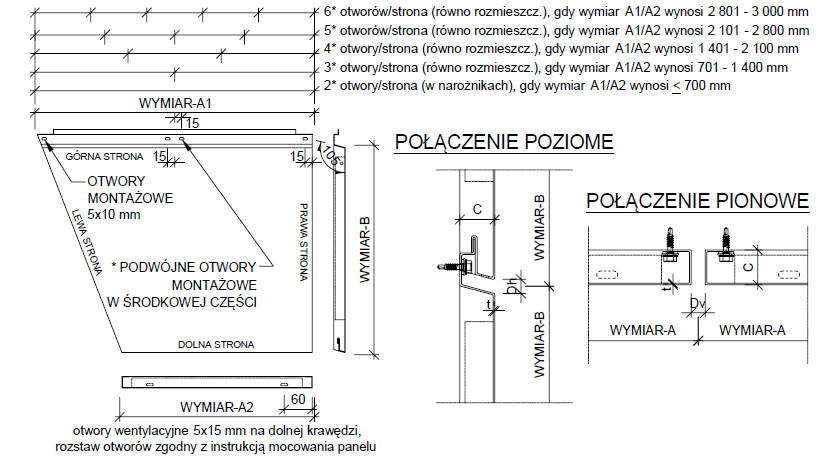 6* otworów/strona (równo rozmieszcz.), gdy wymiar A1/A2 wynosi 2 801 - 3 000 mm
5* otworów/strona (równo rozmieszcz.), gdy wymiar A1/A2 wynosi 2 101 - 2 800 mm
4* otwory/strona (równo rozmieszcz.), gdy wymiar A1/A2 wynosi 1 401 - 2 100 mm
3* otwory/strona (równo rozmieszcz.), gdy wymiar A1/A2 wynosi 701 - 1 400 mm
2* otwory/strona (w narożnikach), gdy wymiar A1/A2 wynosi ≤ 700 mm
WYMIAR-A1
15
GÓRNA STRONA
15
15
105°
OTWORY
MONTAŻOWE
5x10 mm
LEWA STRONA
PRAWA STRONA
WYMIAR-B
* PODWÓJNE OTWORY
MONTAŻOWE
W ŚRODKOWEJ CZĘŚCI
DOLNA STRONA
60
WYMIAR-A2
otwory wentylacyjne 5x15 mm na dolnej krawędzi,
rozstaw otworów zgodny z instrukcją mocowania panelu
POŁĄCZENIE POZIOME
C
WYMIAR-B
Dh
t
WYMIAR-B
POŁĄCZENIE PIONOWE
C
t
Dv
WYMIAR-A
WYMIAR-A